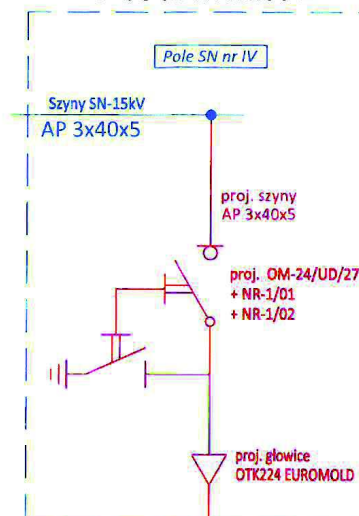 Pole SN nr IV
Szyny SN-15kV
AP 3x40x5
proj. szyny
AP 3x40x5
proj. OM-24/UD/27
+ NR-1/01
+ NR-1/02
proj. głowice
OTK224 EUROMOLD